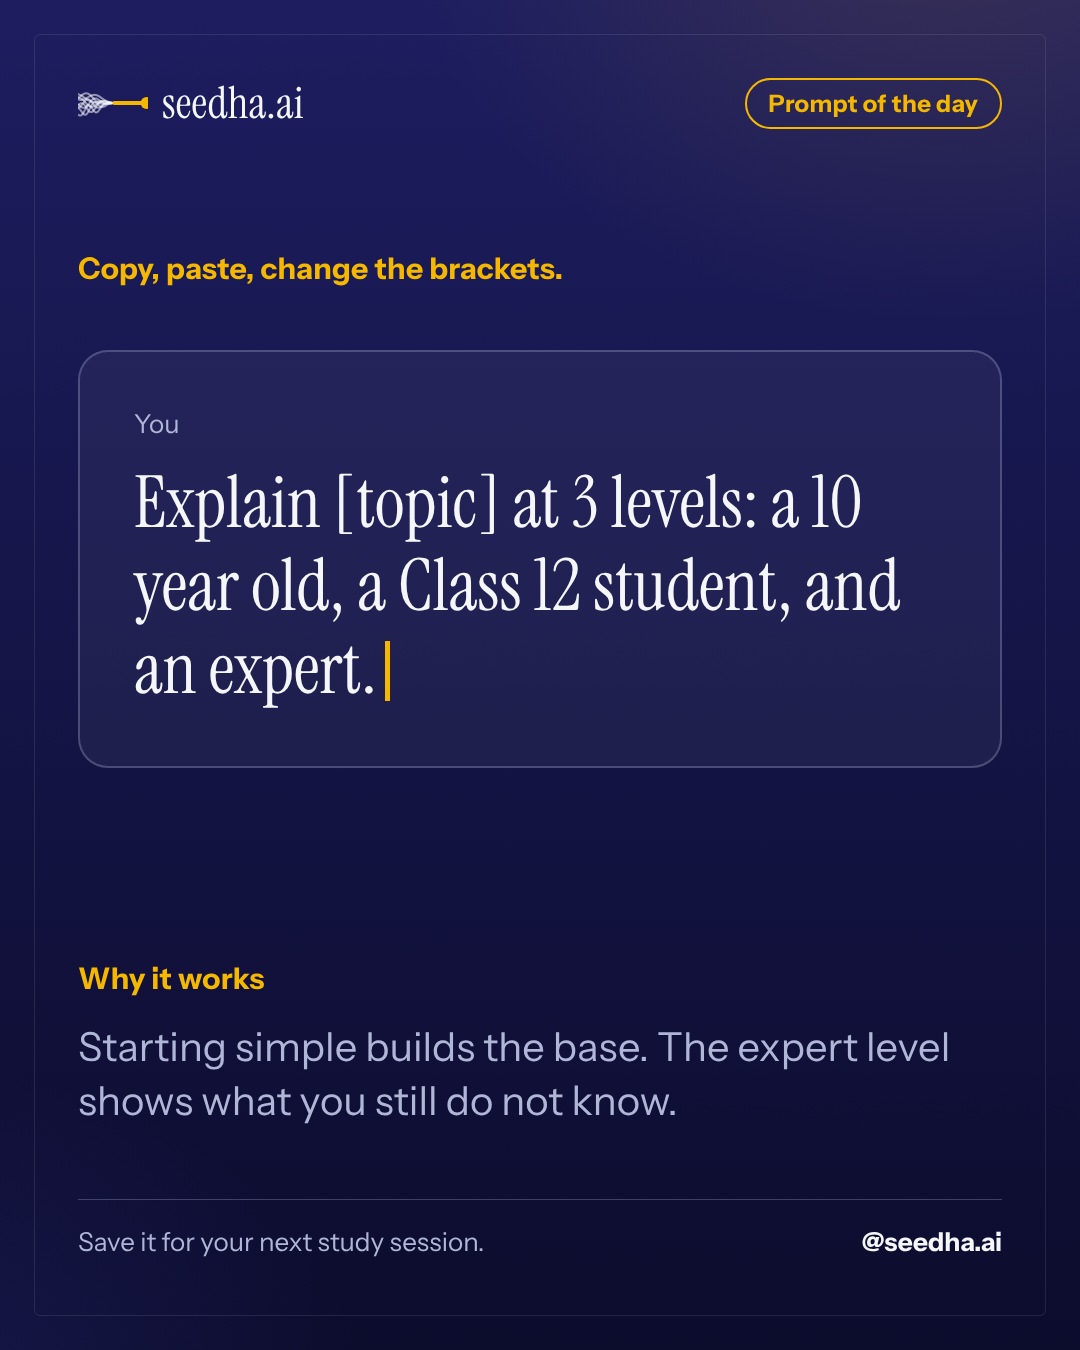 seedha.ai
Prompt of the day
Copy, paste, change the brackets.
You
Explain [topic] at 3 levels: a 10
year old, a Class 12 student, and
an expert.
Why it works
Starting simple builds the base. The expert level
shows what you still do not know.
Save it for your next study session.
@seedha.ai